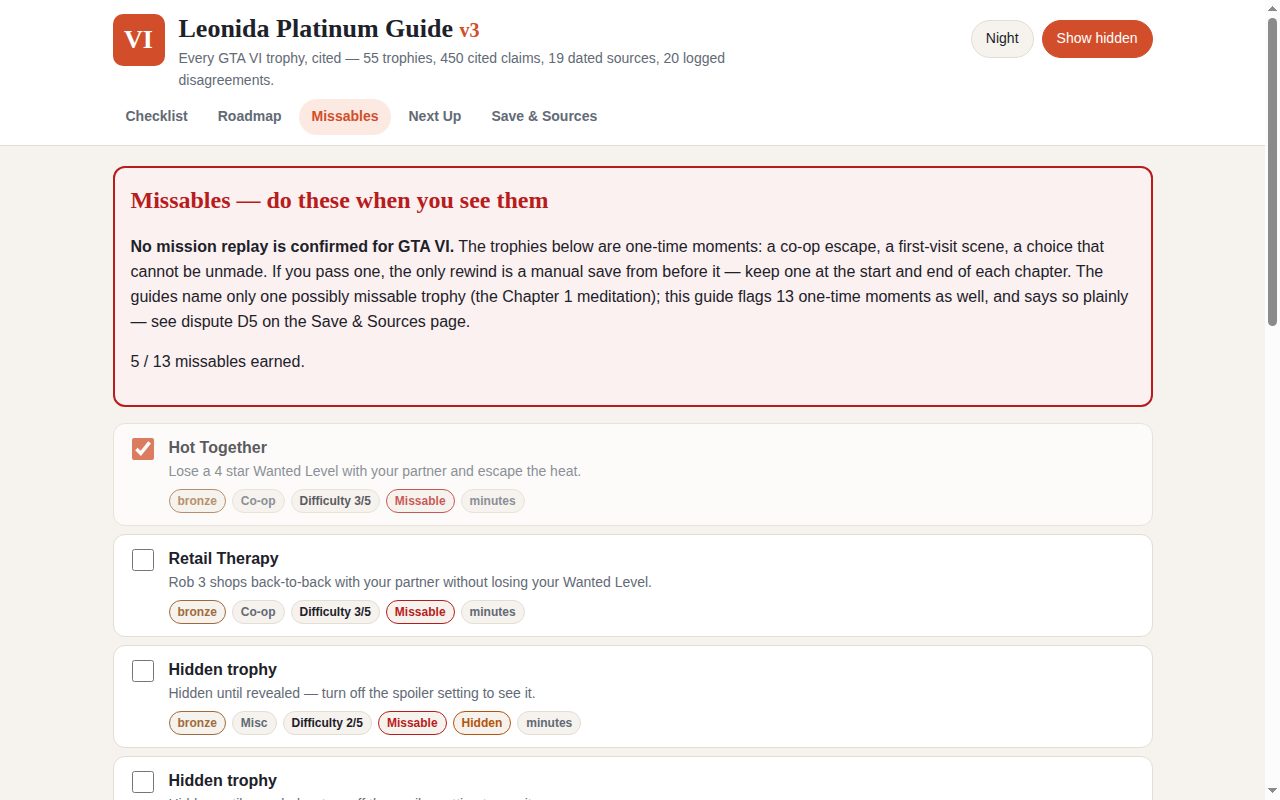 VI
Leonida Platinum Guide v3
Every GTA VI trophy, cited — 55 trophies, 450 cited claims, 19 dated sources, 20 logged
disagreements.
Night
Show hidden
Checklist
Roadmap
Missables
Next Up
Save & Sources
Missables — do these when you see them
No mission replay is confirmed for GTA VI. The trophies below are one-time moments: a co-op escape, a first-visit scene, a choice that
cannot be unmade. If you pass one, the only rewind is a manual save from before it — keep one at the start and end of each chapter. The
guides name only one possibly missable trophy (the Chapter 1 meditation); this guide flags 13 one-time moments as well, and says so plainly
— see dispute D5 on the Save & Sources page.
5 / 13 missables earned.
Hot Together
Lose a 4 star Wanted Level with your partner and escape the heat.
bronze Co-op Difficulty 3/5 Missable minutes
Retail Therapy
Rob 3 shops back-to-back with your partner without losing your Wanted Level.
bronze Co-op Difficulty 3/5 Missable minutes
Hidden trophy
Hidden until revealed — turn off the spoiler setting to see it.
bronze Misc Difficulty 2/5 Missable Hidden minutes
Hidden trophy